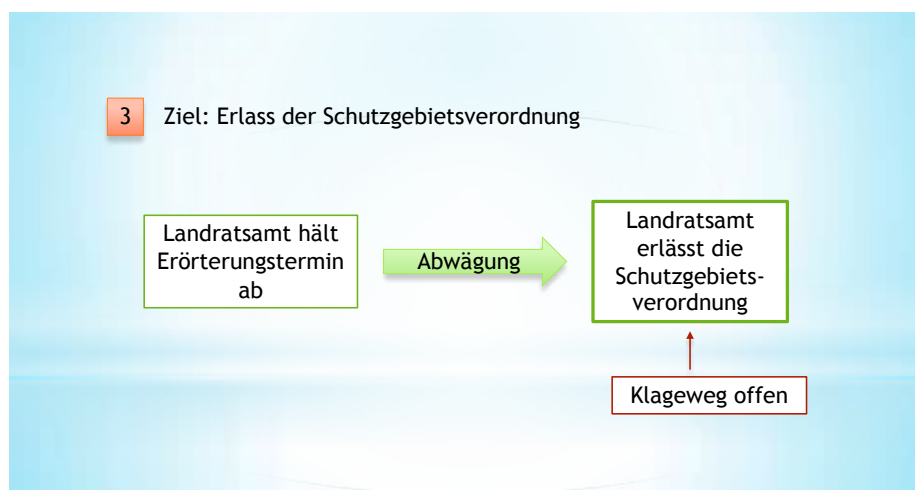 3 Ziel: Erlass der Schutzgebietsverordnung
Landratsamt hält
Erörterungstermin
ab
Abwägung
Landratsamt
erlässt die
Schutzgebiets-
verordnung
Klageweg offen